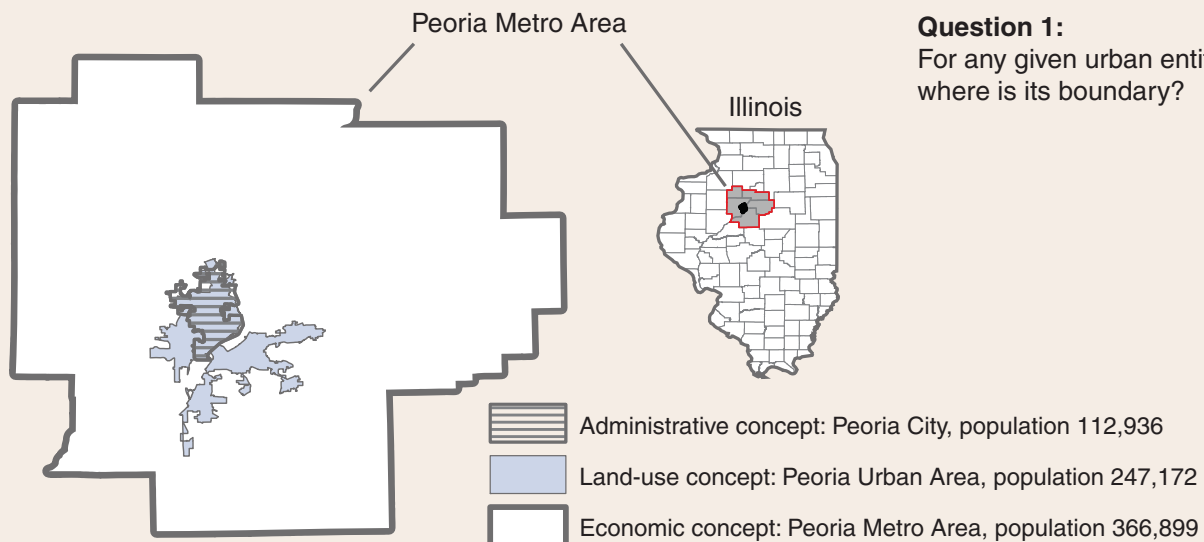 Peoria Metro Area
Question 1:
For any given urban
where is its boundary?
Illinois
Administrative concept: Peoria City, population 112,936
Land-use concept: Peoria Urban Area, population 247,172
Economic concept: Peoria Metro Area, population 366,899